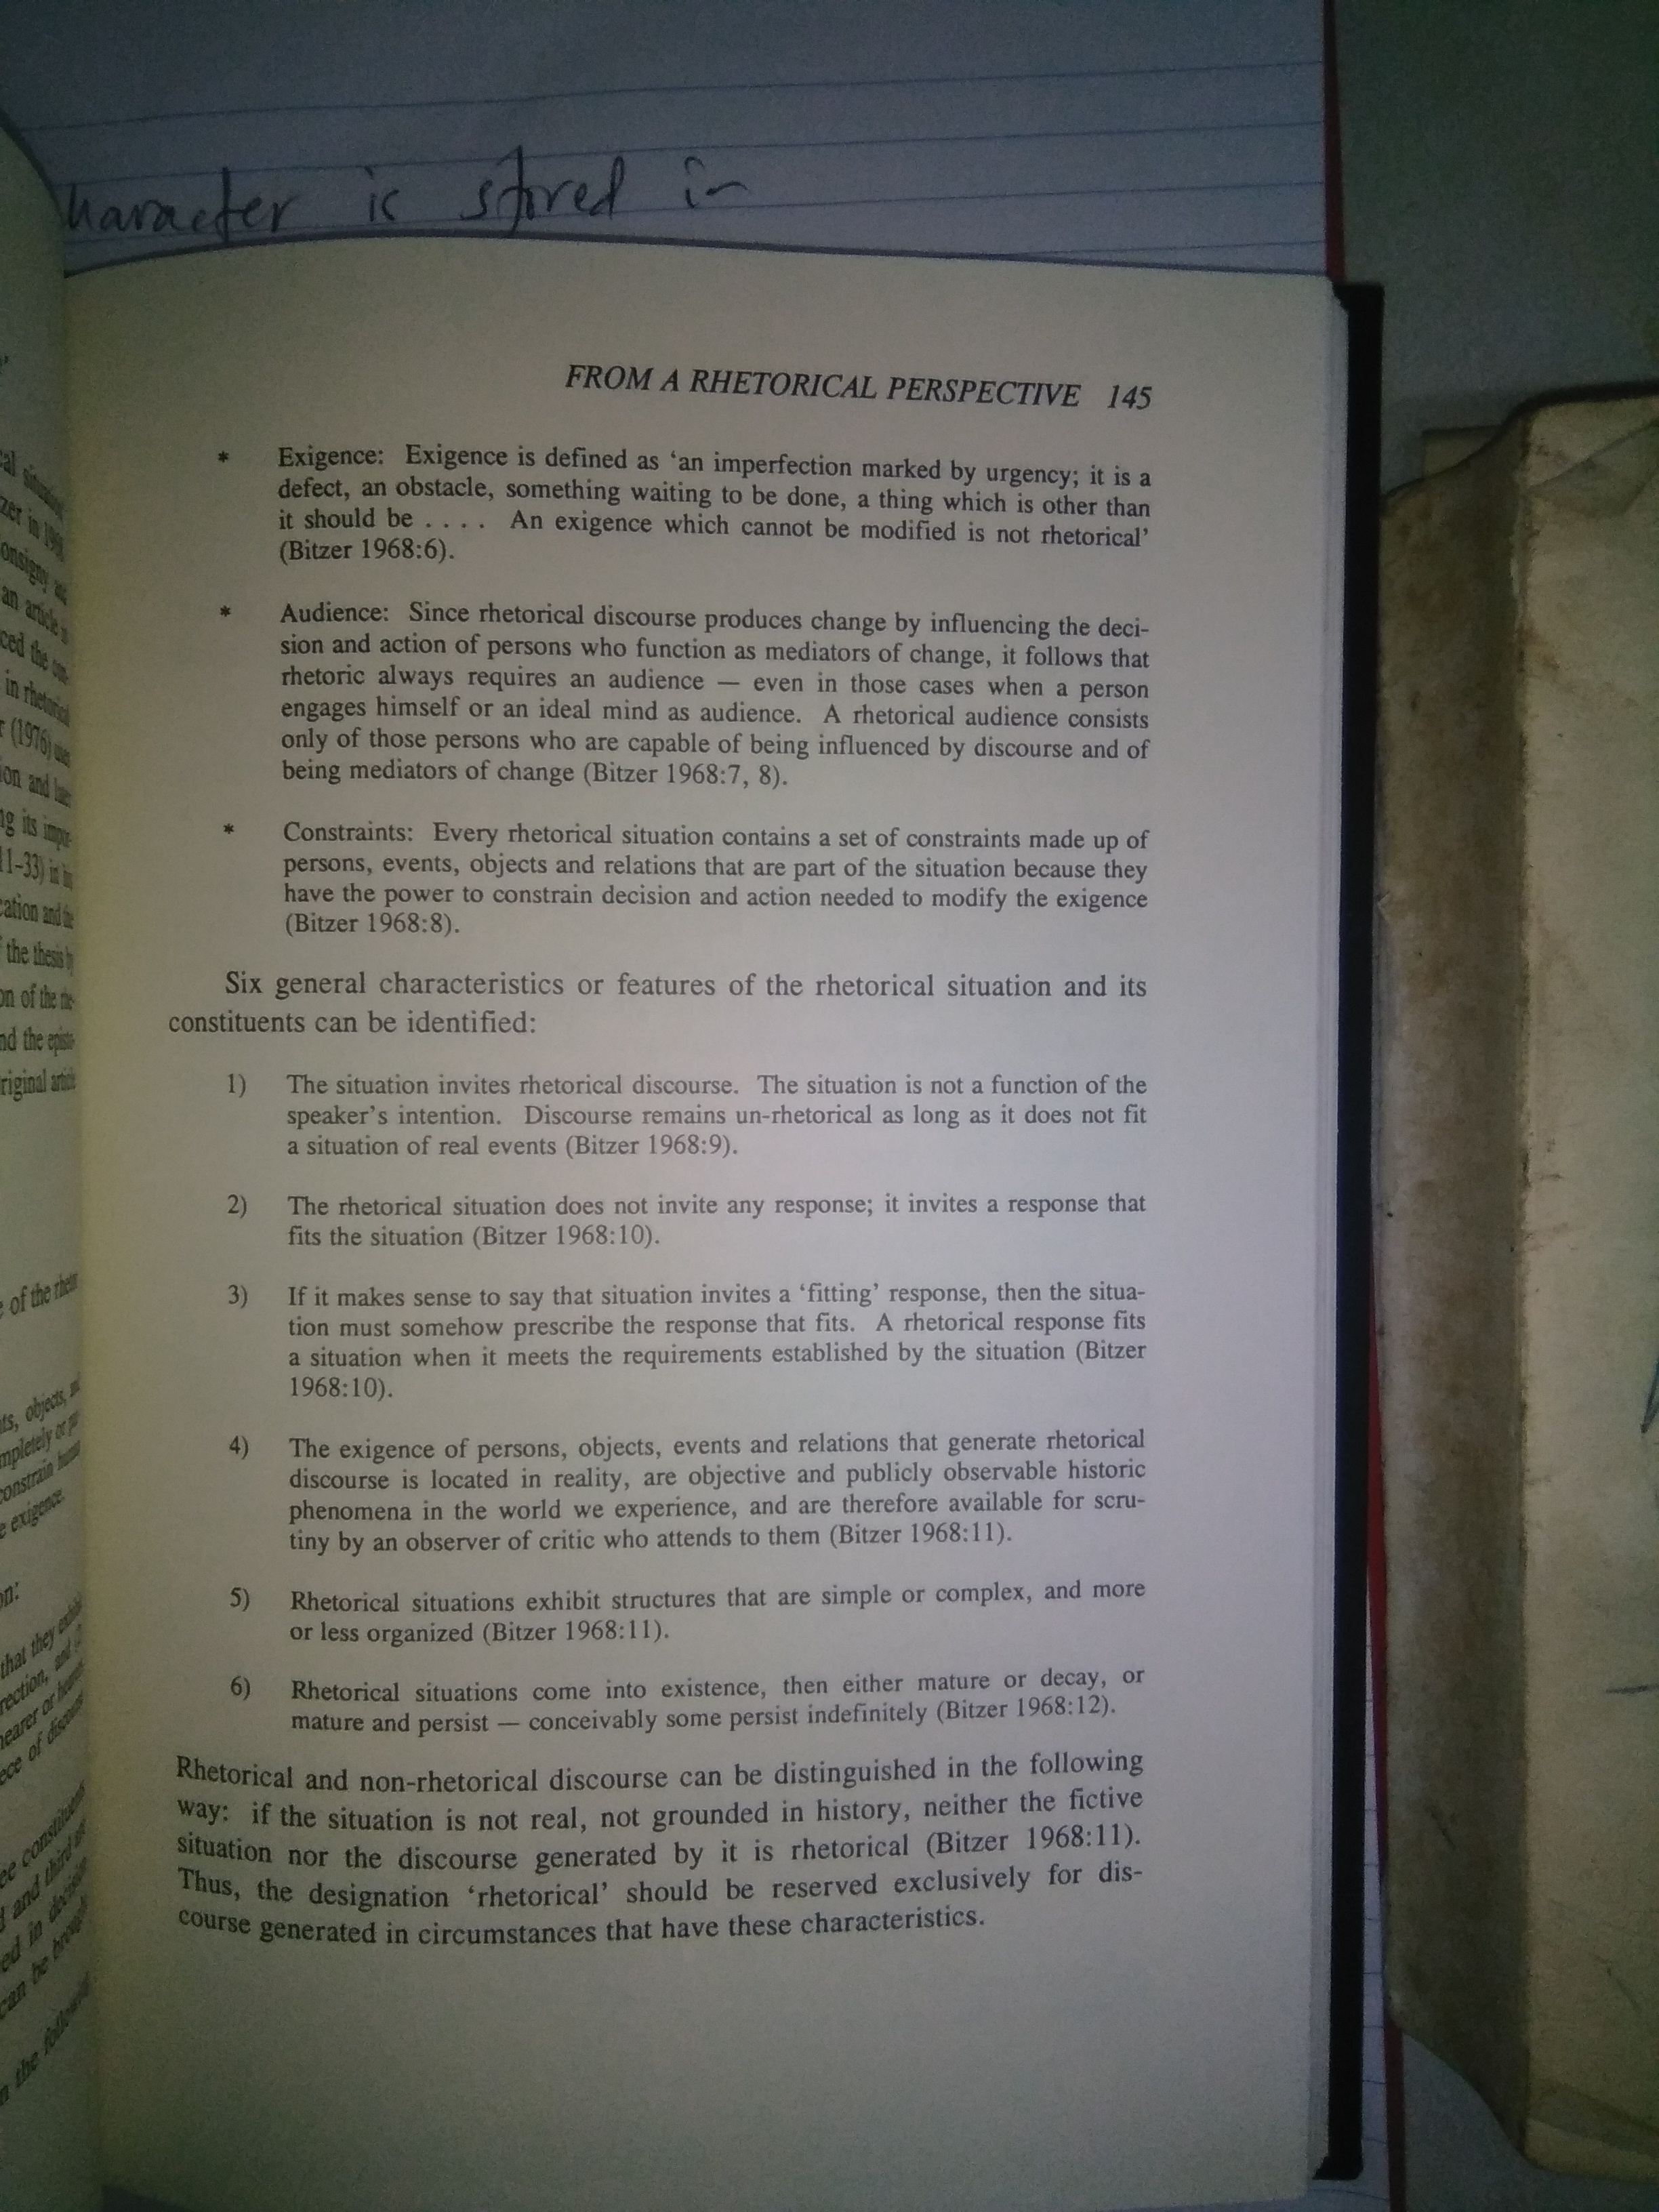 haracter is stored in
FROM A RHETORICAL PERSPECTIVE 145
* Exigence: Exigence is defined as ‘an imperfection marked by urgency; it is a
defect, an obstacle, something waiting to be done, a thing which is other than
it should be . . . . An exigence which cannot be modified is not rhetorical’
(Bitzer 1968:6).
* Audience: Since rhetorical discourse produces change by influencing the deci-
sion and action of persons who function as mediators of change, it follows that
rhetoric always requires an audience — even in those cases when a person
engages himself or an ideal mind as audience. A rhetorical audience consists
only of those persons who are capable of being influenced by discourse and of
being mediators of change (Bitzer 1968:7, 8).
* Constraints: Every rhetorical situation contains a set of constraints made up of
persons, events, objects and relations that are part of the situation because they
have the power to constrain decision and action needed to modify the exigence
(Bitzer 1968:8).
Six general characteristics or features of the rhetorical situation and its
constituents can be identified:
1) The situation invites rhetorical discourse. The situation is not a function of the
speaker’s intention. Discourse remains un-rhetorical as long as it does not fit
a situation of real events (Bitzer 1968:9).
2) The rhetorical situation does not invite any response; it invites a response that
fits the situation (Bitzer 1968:10).
3) If it makes sense to say that situation invites a ‘fitting’ response, then the situa-
tion must somehow prescribe the response that fits. A rhetorical response fits
a situation when it meets the requirements established by the situation (Bitzer
1968:10).
4) The exigence of persons, objects, events and relations that generate rhetorical
discourse is located in reality, are objective and publicly observable historic
phenomena in the world we experience, and are therefore available for scru-
tiny by an observer of critic who attends to them (Bitzer 1968:11).
5) Rhetorical situations exhibit structures that are simple or complex, and more
or less organized (Bitzer 1968:11).
6) Rhetorical situations come into existence, then either mature or decay, or
mature and persist — conceivably some persist indefinitely (Bitzer 1968:12).
Rhetorical and non-rhetorical discourse can be distinguished in the following
way: if the situation is not real, not grounded in history, neither the fictive
situation nor the discourse generated by it is rhetorical (Bitzer 1968:11).
Thus, the designation ‘rhetorical’ should be reserved exclusively for dis-
course generated in circumstances that have these characteristics.